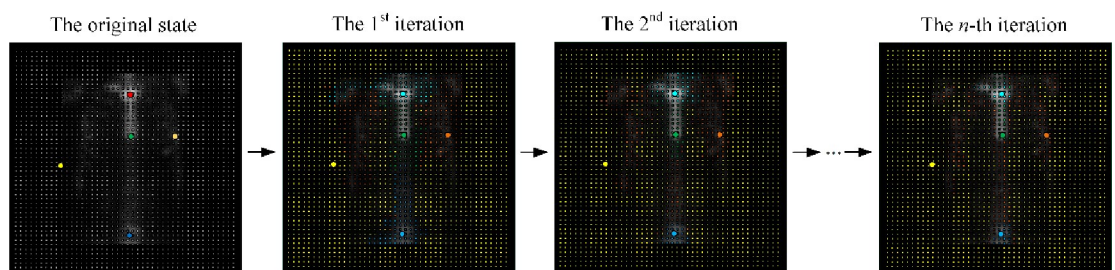 The original state
The 1st iteration
The 2nd iteration
The n-th iteration
...